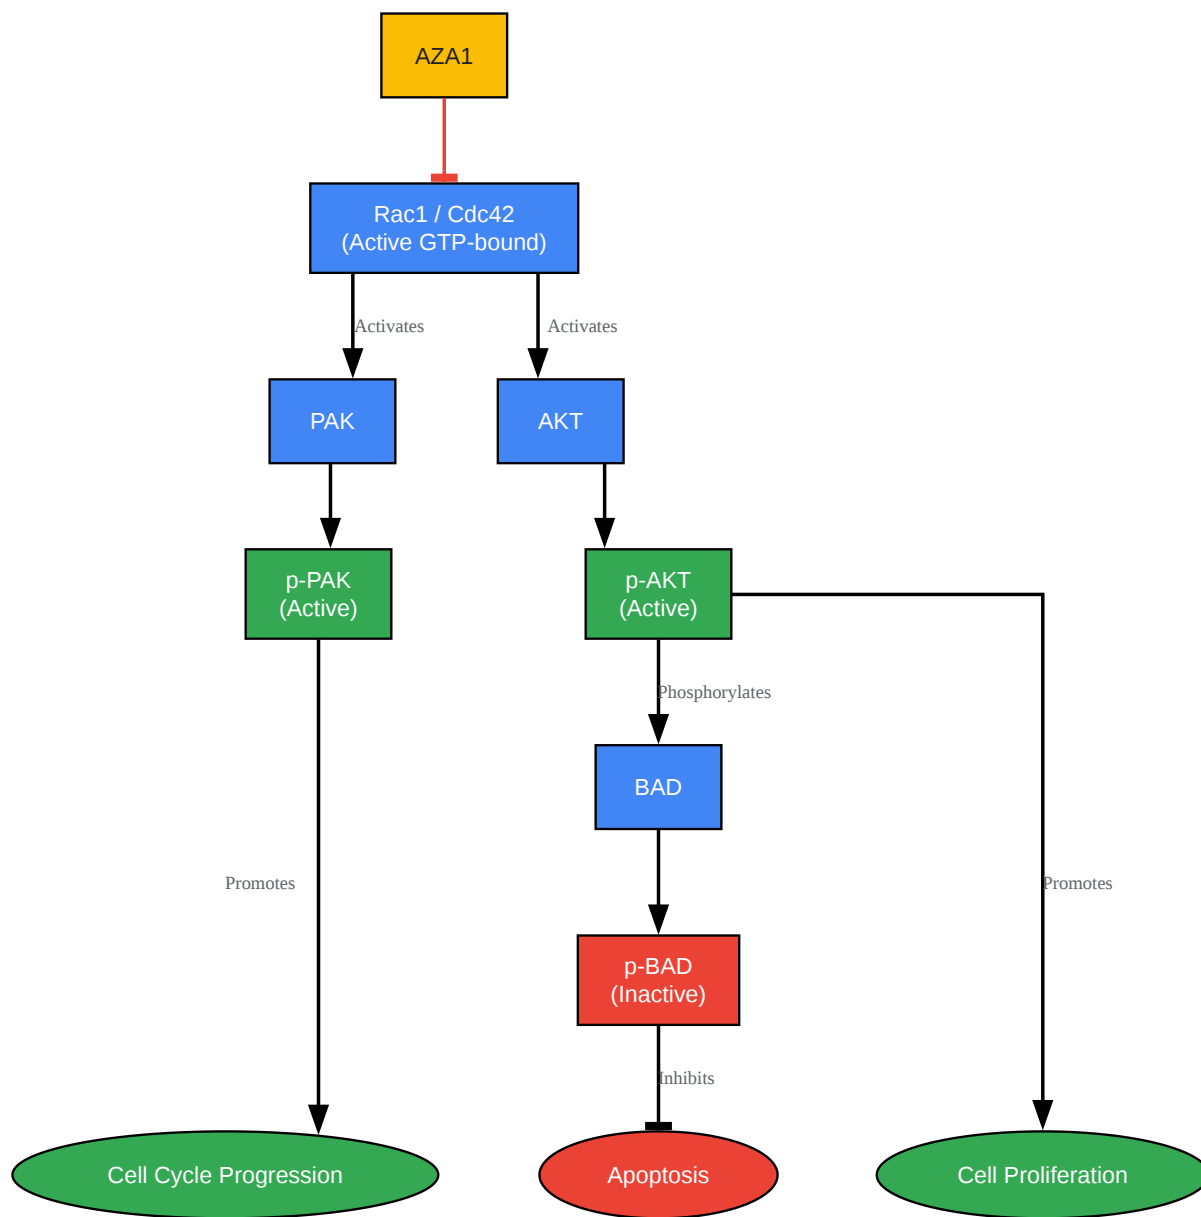 AZA1
Rac1 / Cdc42
(Active GTP-bound)
Activates
Activates
PAK
AKT
p-PAK
(Active)
p-AKT
(Active)
Phosphorylates
BAD
Promotes
Promotes
p-BAD
(Inactive)
Inhibits
Cell Cycle Progression
Apoptosis
Cell Proliferation